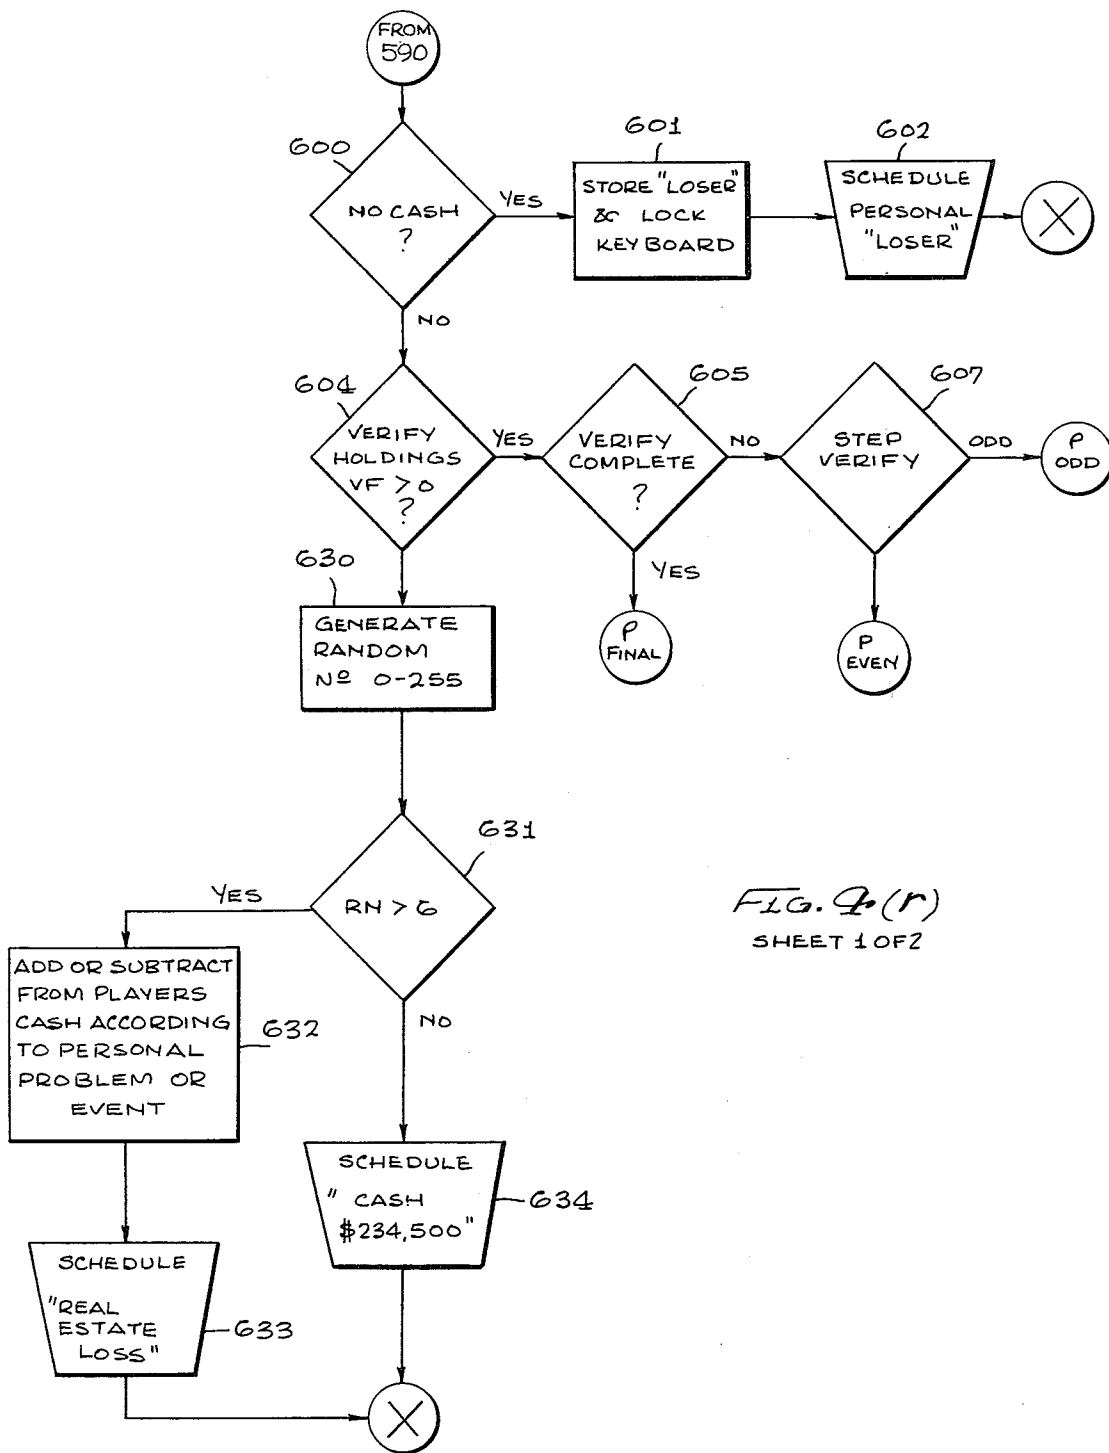 FROM
590
600
NO CASH
?
YES
601
STORE "LOSER"
& LOCK
KEYBOARD
602
SCHEDULE
PERSONAL
"LOSER"
X
NO
604
VERIFY
HOLDINGS
VF > 0
?
YES
605
VERIFY
COMPLETE
?
NO
607
STEP
VERIFY
ODD
P
ODD
YES
P
FINAL
P
EVEN
630
GENERATE
RANDOM
Nº 0-255
631
RN > 6
YES
NO
FIG. 4(r)
SHEET 1 OF 2
ADD OR SUBTRACT
FROM PLAYERS
CASH ACCORDING
TO PERSONAL
PROBLEM OR
EVENT
632
SCHEDULE
" CASH
$234,500"
634
SCHEDULE
"REAL
ESTATE
LOSS"
633
X